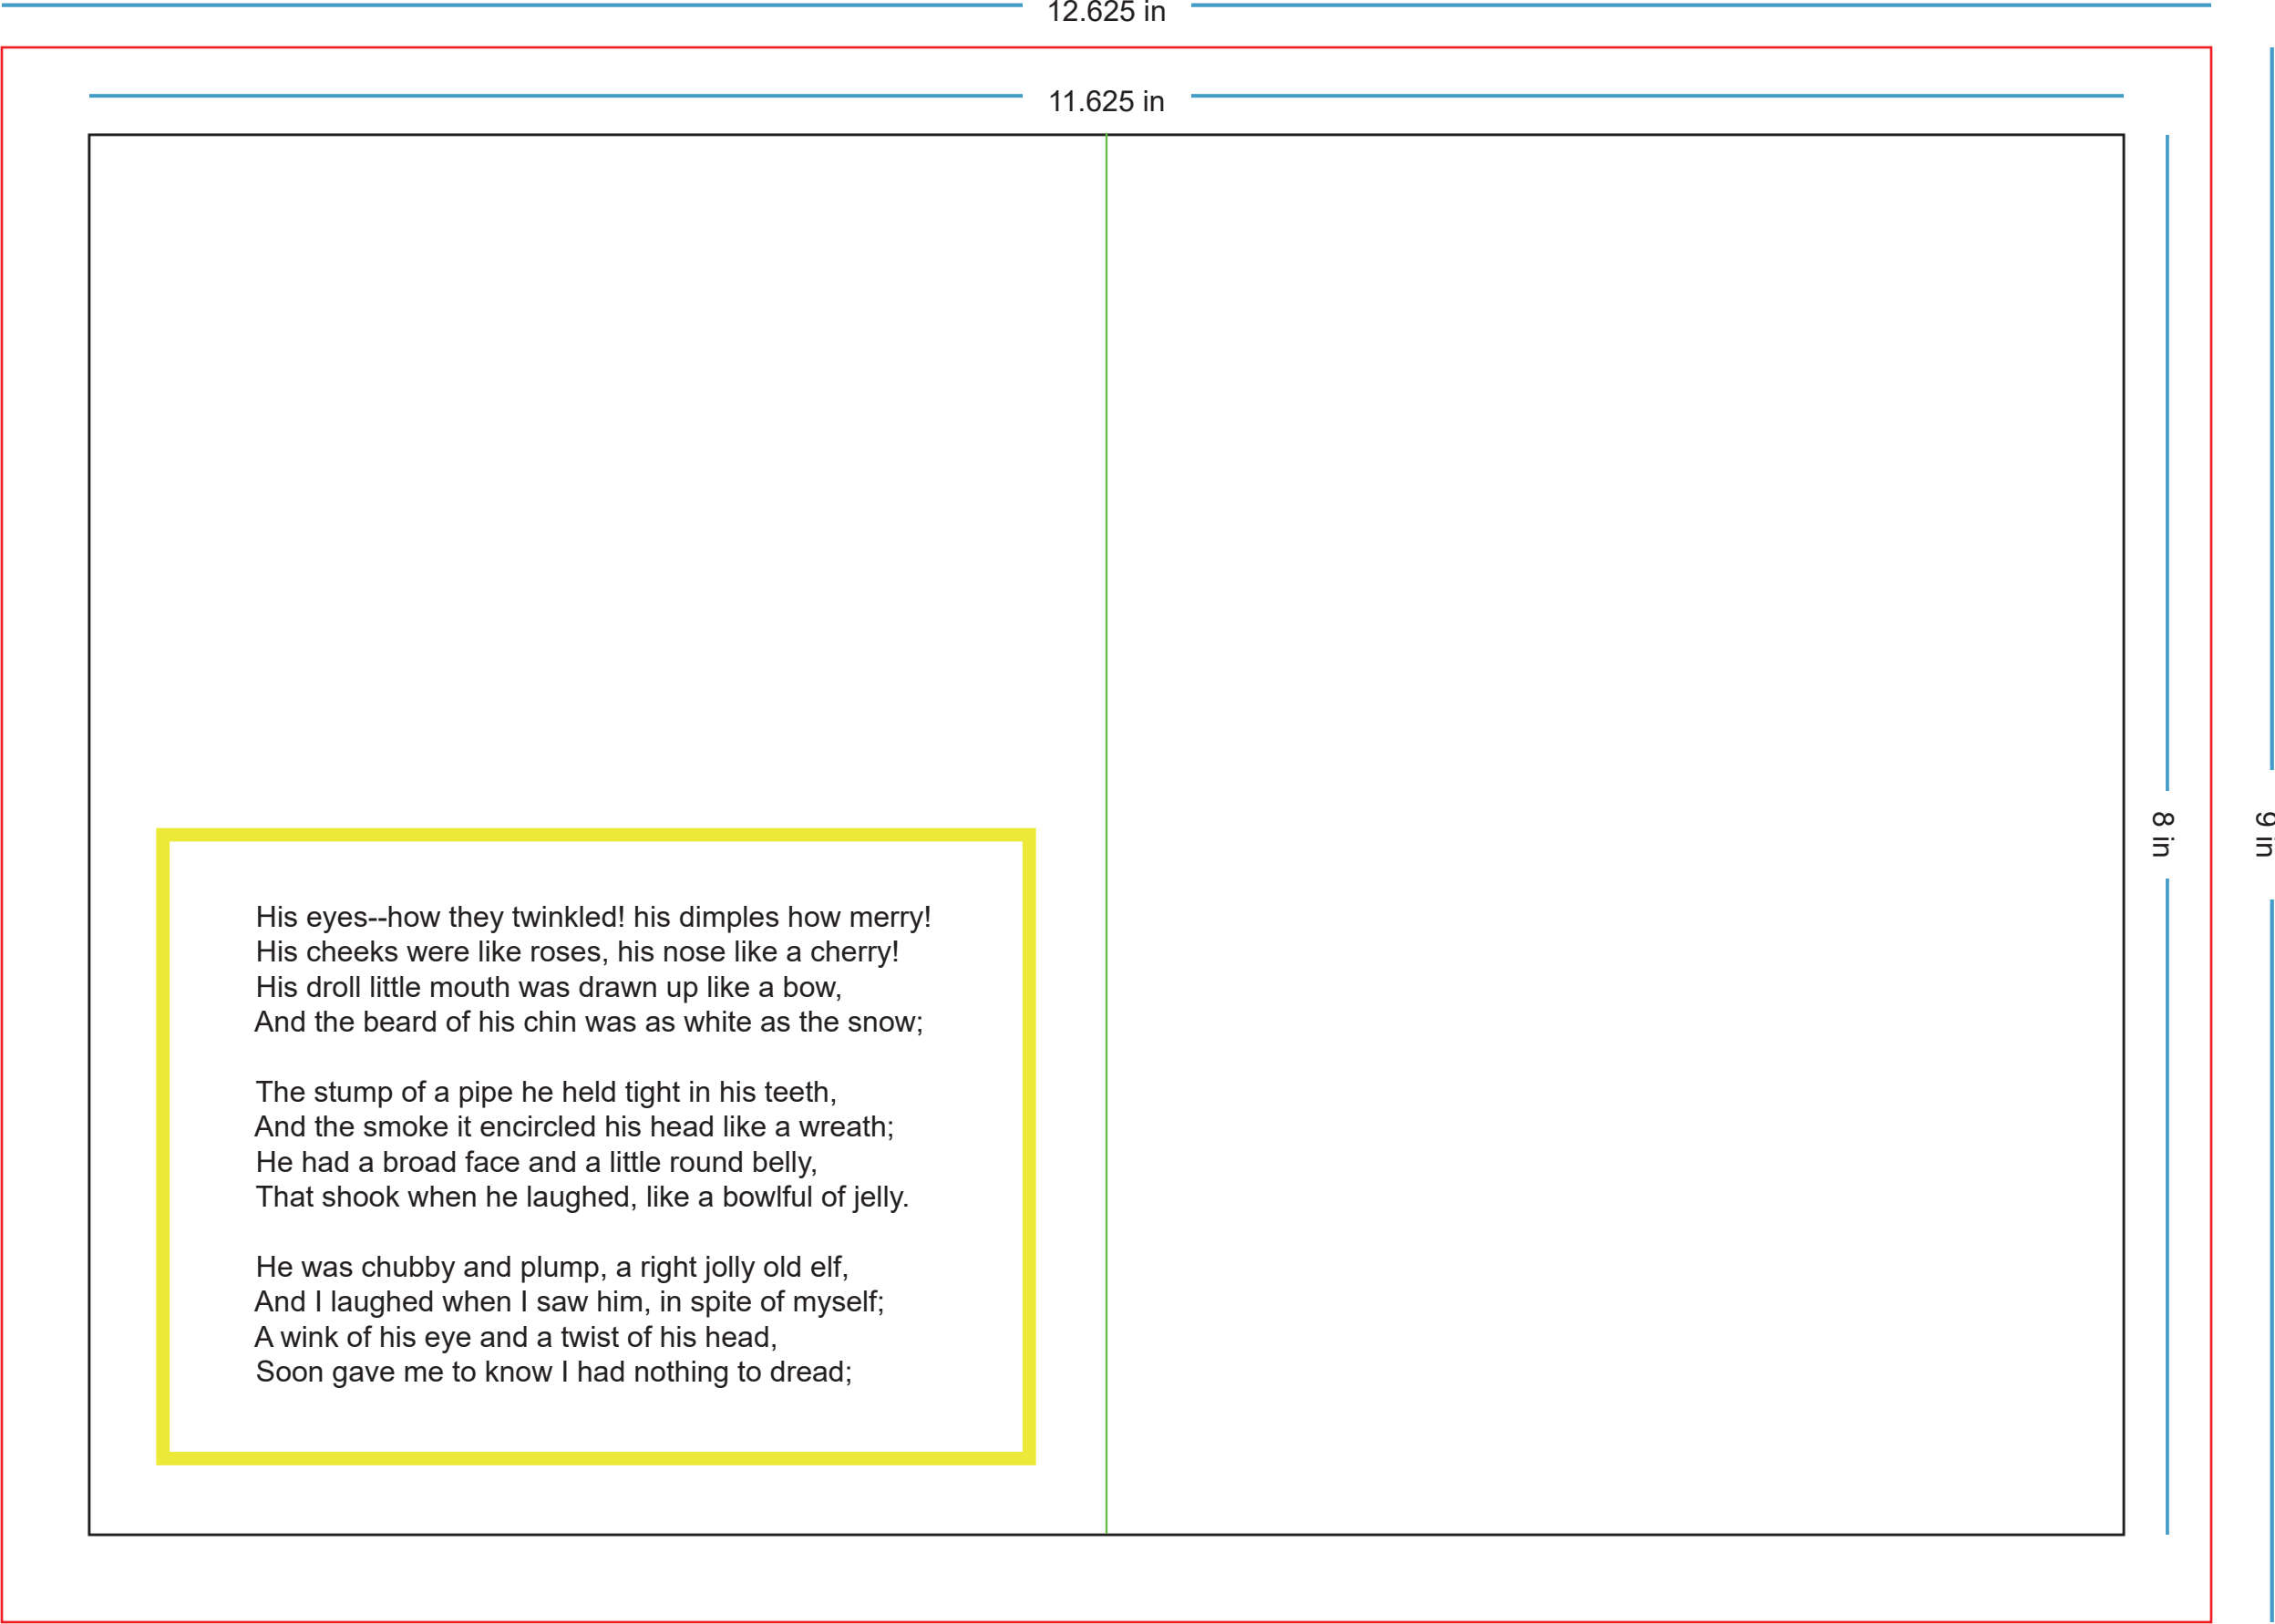 12.625 in
11.625 in
8 in
9 in
His eyes--how they twinkled! his dimples how merry!
His cheeks were like roses, his nose like a cherry!
His droll little mouth was drawn up like a bow,
And the beard of his chin was as white as the snow;
The stump of a pipe he held tight in his teeth,
And the smoke it encircled his head like a wreath;
He had a broad face and a little round belly,
That shook when he laughed, like a bowlful of jelly.
He was chubby and plump, a right jolly old elf,
And I laughed when I saw him, in spite of myself;
A wink of his eye and a twist of his head,
Soon gave me to know I had nothing to dread;